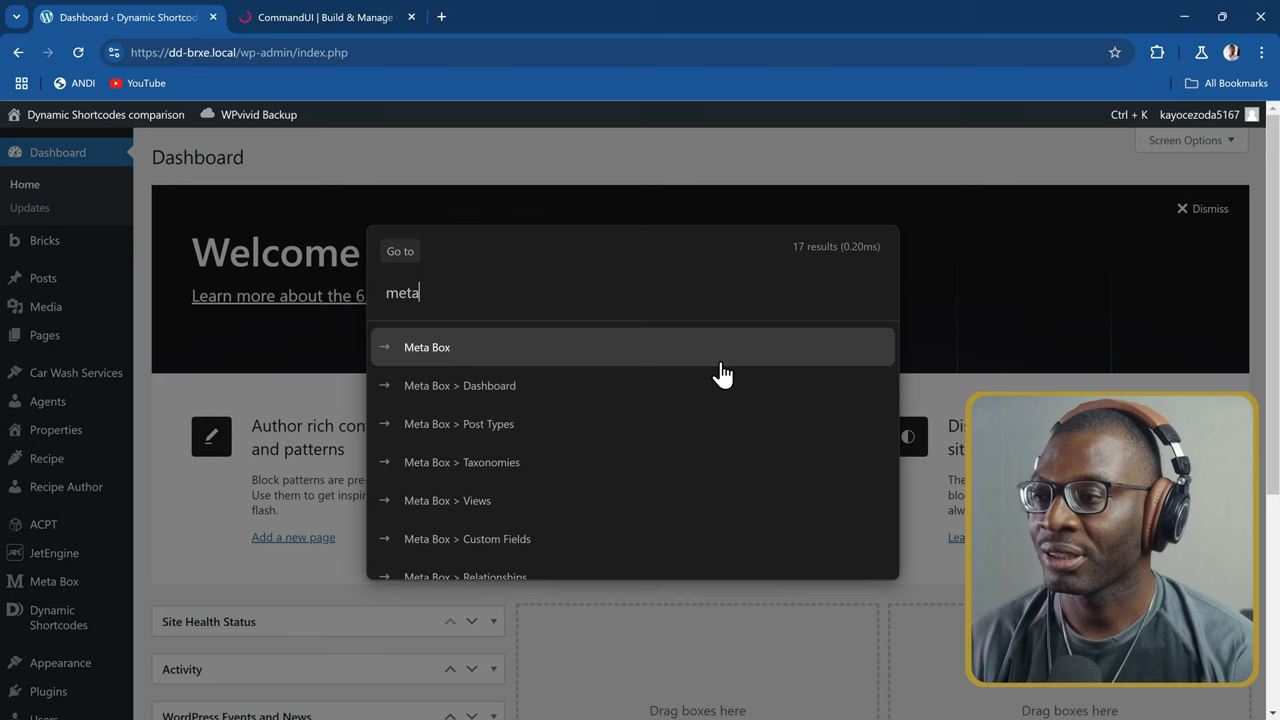 Dashboard ‹ Dynamic Shortcod
CommandUI | Build & Manage
https://dd-brxe.local/wp-admin/index.php
ANDI
YouTube
All Bookmarks
Dynamic Shortcodes comparison
WPvivid Backup
Ctrl + K
kayocezoda5167
Dashboard
Home
Updates
Bricks
Posts
Media
Pages
Car Wash Services
Agents
Properties
Recipe
Recipe Author
ACPT
JetEngine
Meta Box
Dynamic
Shortcodes
Appearance
Plugins
Dashboard
Screen Options
Welcome
Learn more about the 6
Dismiss
Go to
17 results (0.20ms)
meta
Meta Box
Meta Box > Dashboard
Meta Box > Post Types
Meta Box > Taxonomies
Meta Box > Views
Meta Box > Custom Fields
Meta Box > Relationships
Author rich con
and patterns
Block patterns are pre-
Use them to get inspi
flash.
Add a new page
Site Health Status
Activity
WordPress Events and News
Drag boxes here
Drag boxes here